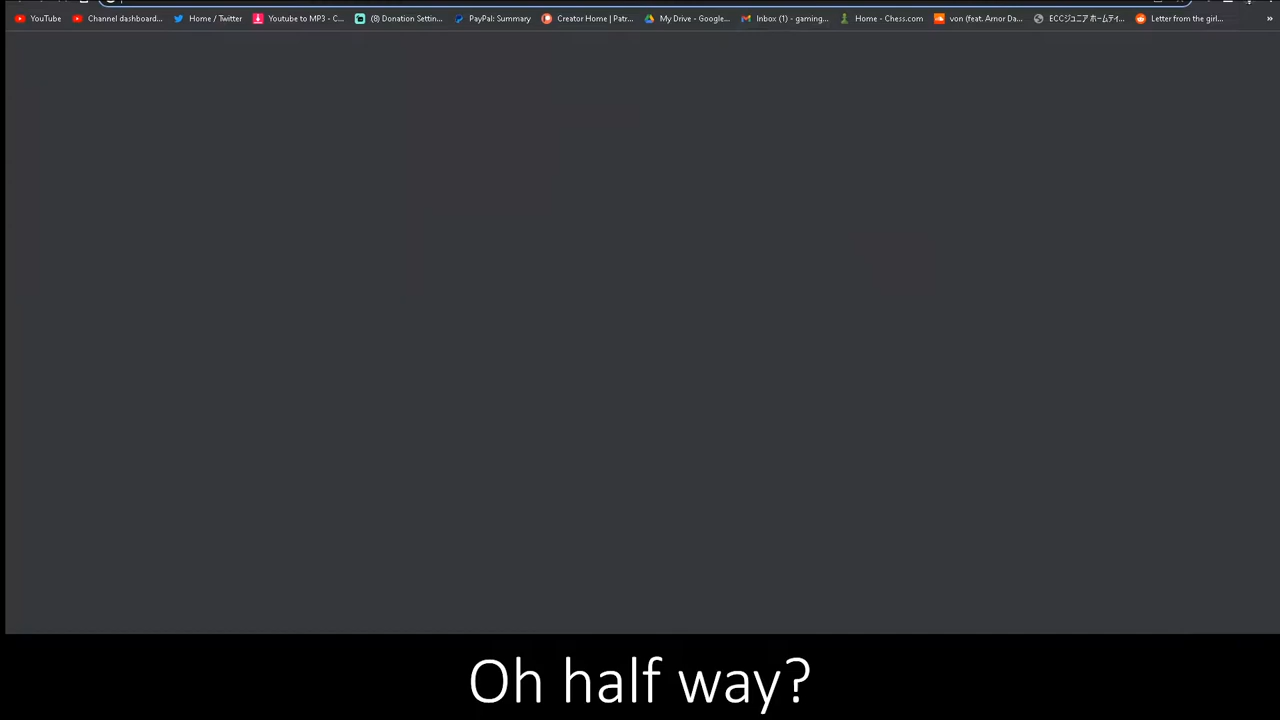 YouTube Channel dashboard... Home / Twitter Youtube to MP3 - C... (8) Donation Settin... PayPal: Summary Creator Home | Patr... My Drive - Google... Inbox (1) - gaming... Home - Chess.com von (feat. Arnor Da... ECCジュニア ホームティ... Letter from the girl... »
Oh half way?